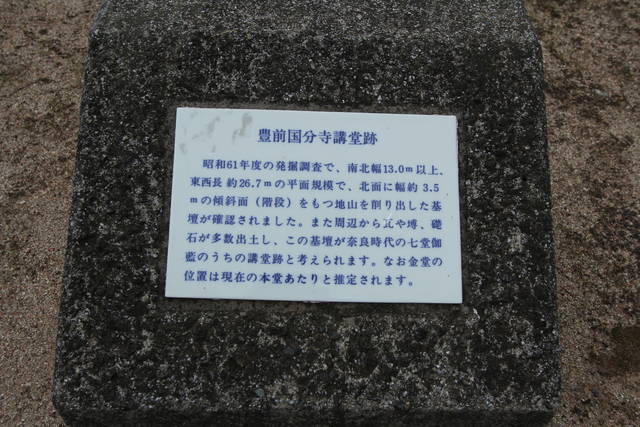 豊前国分寺講堂跡
昭和61年度の発掘調査で、南北幅13.0m以上、
東西長約26.7mの平面規模で、北面に幅約3.5
mの傾斜面（階段）をもつ地山を削り出した基
壇が確認されました。また周辺から瓦や塼、礎
石が多数出土し、この基壇が奈良時代の七堂伽
藍のうちの講堂跡と考えられます。なお金堂の
位置は現在の本堂あたりと推定されます。